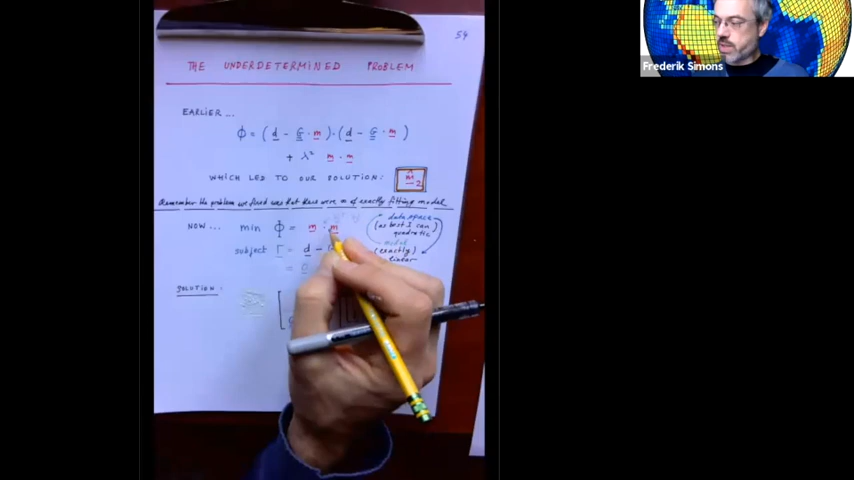 54
THE UNDERDETERMINED PROBLEM
EARLIER ...
Φ = (d - G · m) · (d - G · m)
+ λ² m · m
WHICH LED TO OUR SOLUTION: m̂ 2
Remember the problem we faced was that there were ∞ of exactly fitting model
NOW ... min Φ = m · m
data space
(as best I can
quadratic
subject Γ = d -
model
(exactly)
linear
= 0
SOLUTION:
Frederik Simons